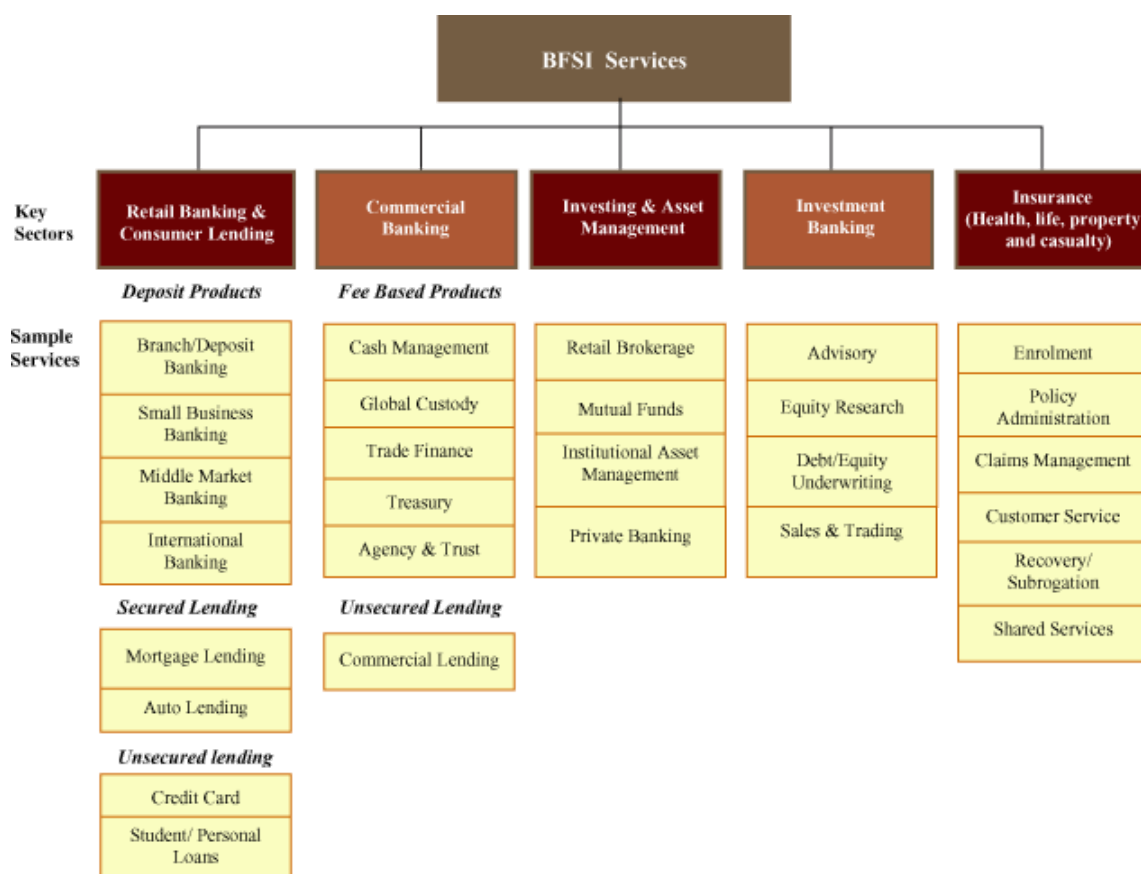 BFSI Services
Key
Sectors
Retail Banking &
Consumer Lending
Commercial
Banking
Investing & Asset
Management
Investment
Banking
Insurance
(Health, life, property
and casualty)
Sample
Services
Deposit Products
Branch/Deposit
Banking
Small Business
Banking
Middle Market
Banking
International
Banking
Secured Lending
Mortgage Lending
Auto Lending
Unsecured lending
Credit Card
Student/ Personal
Loans
Fee Based Products
Cash Management
Global Custody
Trade Finance
Treasury
Agency & Trust
Unsecured Lending
Commercial Lending
Retail Brokerage
Mutual Funds
Institutional Asset
Management
Private Banking
Advisory
Equity Research
Debt/Equity
Underwriting
Sales & Trading
Enrolment
Policy
Administration
Claims Management
Customer Service
Recovery/
Subrogation
Shared Services